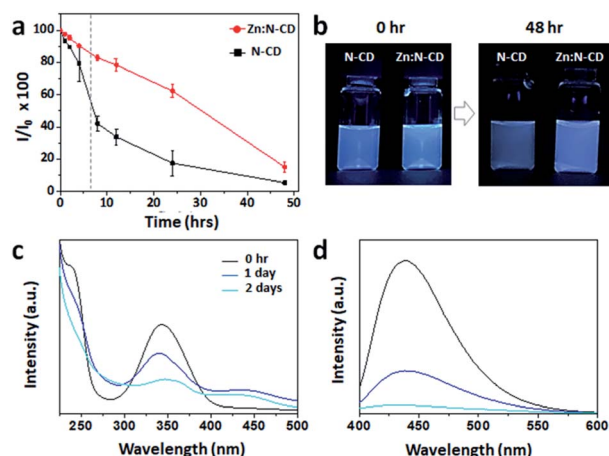 a
Zn:N-CD
N-CD
I/I₀ x 100
100
80
60
40
20
0
0 10 20 30 40 50
Time (hrs)
b
0 hr 48 hr
N-CD Zn:N-CD N-CD Zn:N-CD
c
0 hr
1 day
2 days
Intensity (a.u.)
250 300 350 400 450 500
Wavelength (nm)
d
Intensity (a.u.)
400 450 500 550 600
Wavelength (nm)